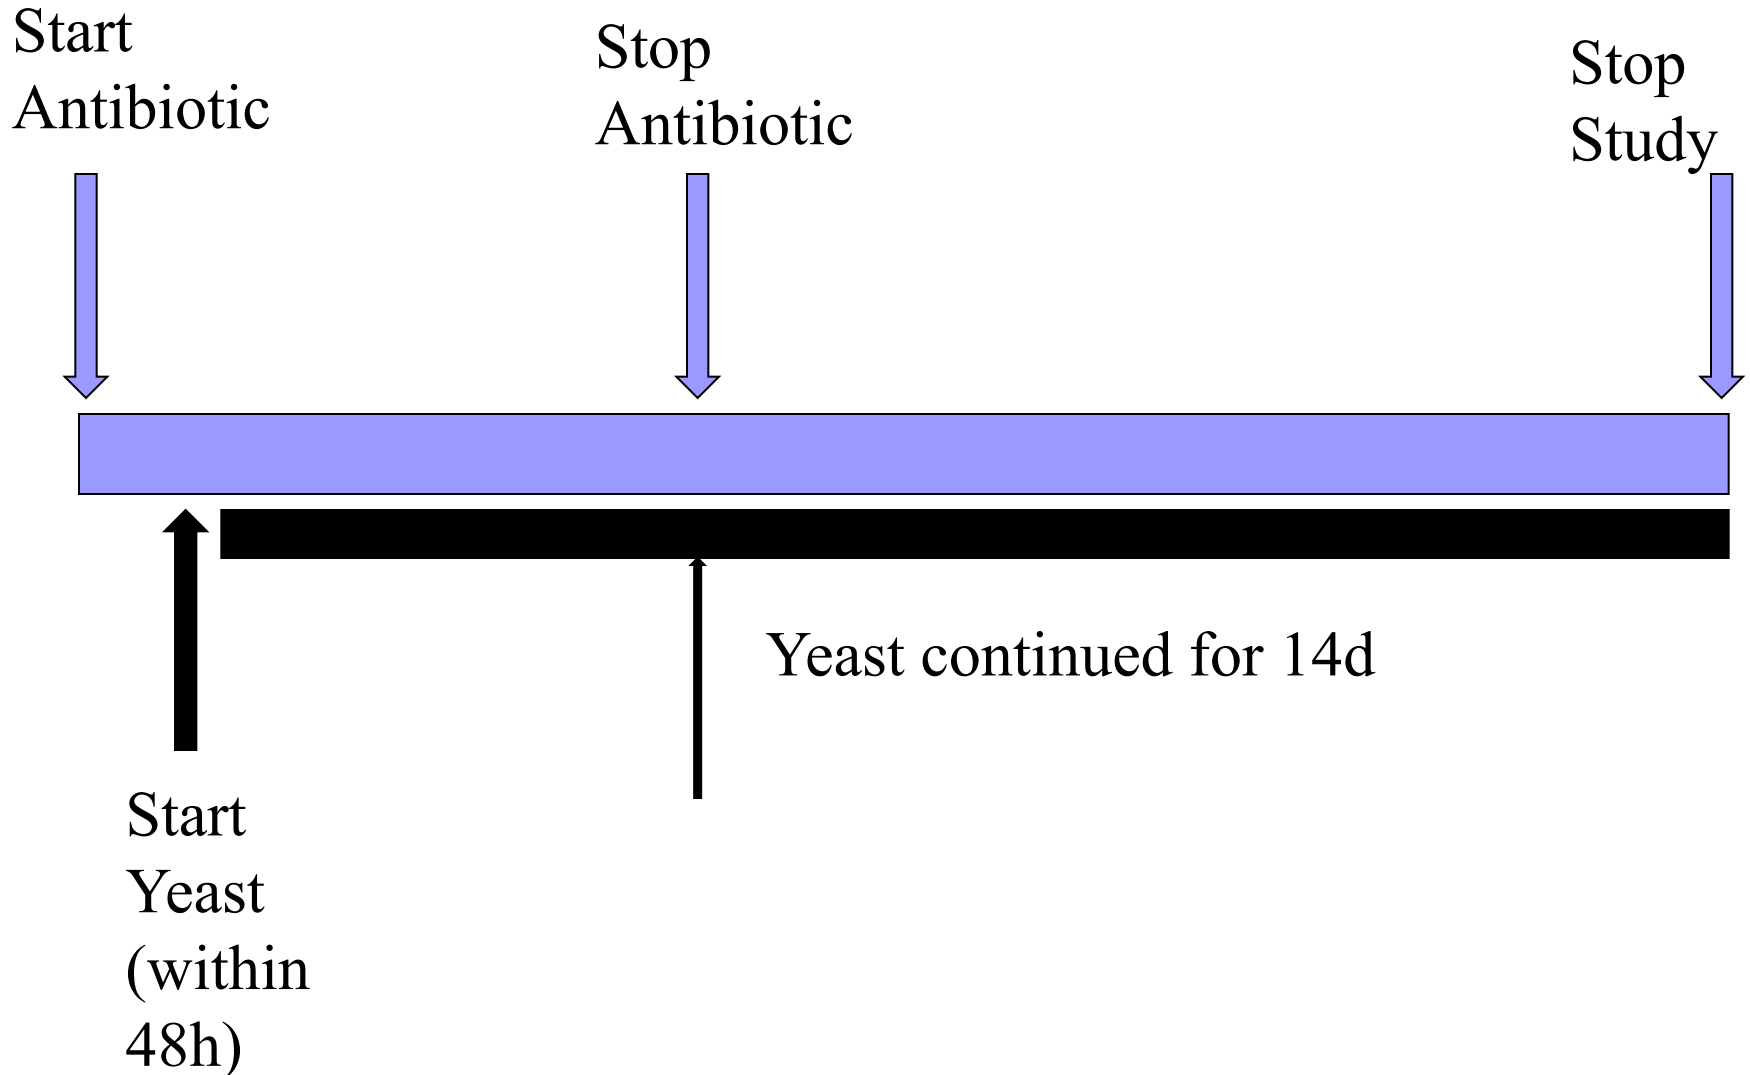 Start
Antibiotic
Stop
Antibiotic
Stop
Study
Yeast continued for 14d
Start
Yeast
(within
48h)